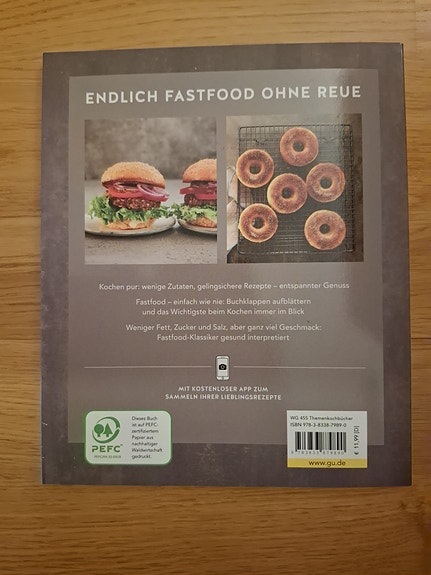 ENDLICH FASTFOOD OHNE REUE
Kochen pur: wenige Zutaten, gelingsichere Rezepte – entspannter Genuss
Fastfood – einfach wie nie: Buchklappen aufblättern
und das Wichtigste beim Kochen immer im Blick
Weniger Fett, Zucker und Salz, aber ganz viel Geschmack:
Fastfood-Klassiker gesund interpretiert
MIT KOSTENLOSER APP ZUM
SAMMELN IHRER LIEBLINGSREZEPTE
PEFC
Dieses Buch
ist auf PEFC-
zertifiziertem
Papier aus
nachhaltiger
Waldwirtschaft
gedruckt.
WG 455 Themenkochbücher
ISBN 978-3-8338-7989-0
€ 11,99 [D]
www.gu.de